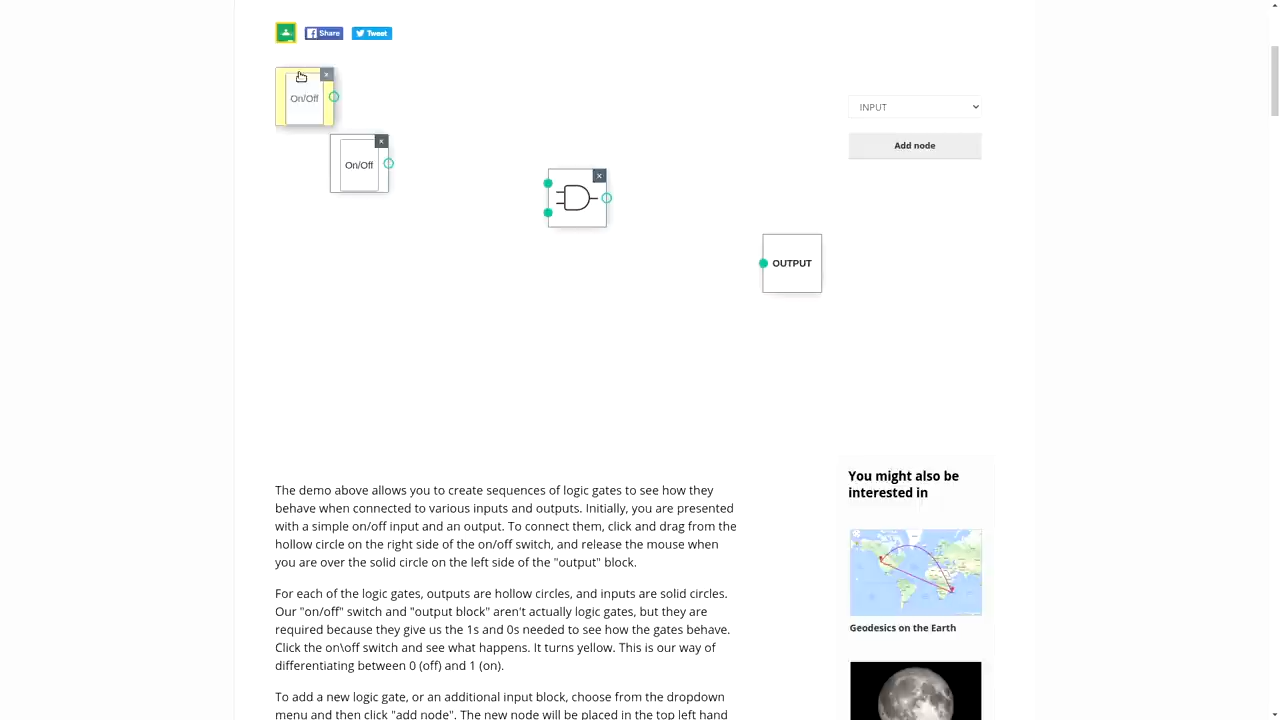 Share
Tweet
×
On/Off
INPUT
Add node
×
On/Off
×
OUTPUT
The demo above allows you to create sequences of logic gates to see how they
behave when connected to various inputs and outputs. Initially, you are presented
with a simple on/off input and an output. To connect them, click and drag from the
hollow circle on the right side of the on/off switch, and release the mouse when
you are over the solid circle on the left side of the "output" block.
For each of the logic gates, outputs are hollow circles, and inputs are solid circles.
Our "on/off" switch and "output block" aren't actually logic gates, but they are
required because they give us the 1s and 0s needed to see how the gates behave.
Click the on\off switch and see what happens. It turns yellow. This is our way of
differentiating between 0 (off) and 1 (on).
To add a new logic gate, or an additional input block, choose from the dropdown
menu and then click "add node". The new node will be placed in the top left hand
You might also be
interested in
Geodesics on the Earth